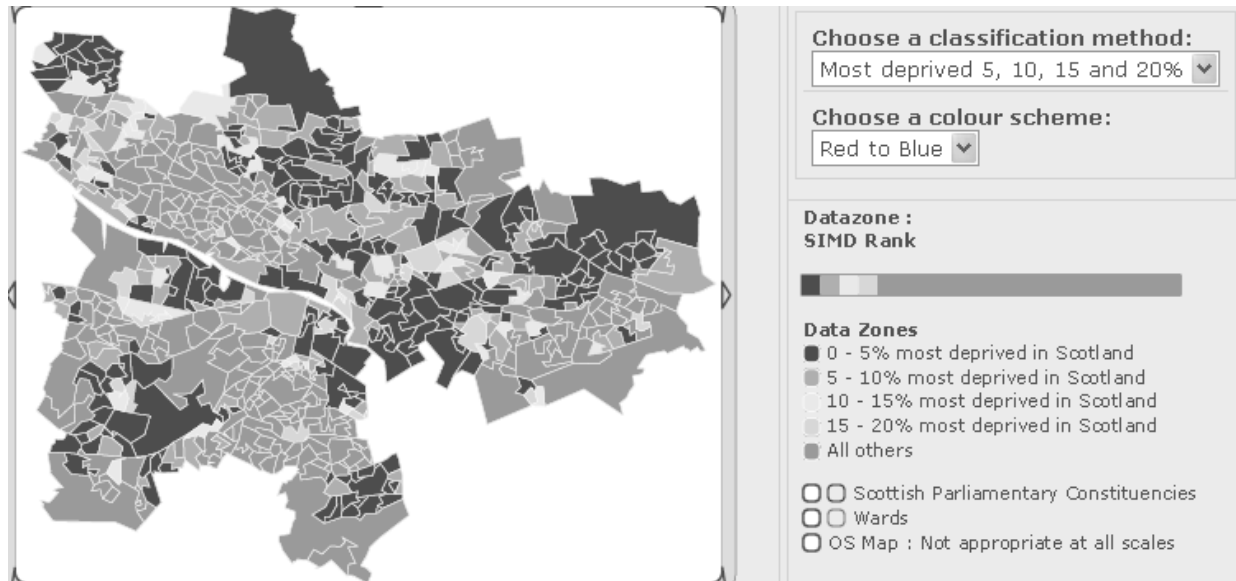 Choose a classification method:
Most deprived 5, 10, 15 and 20%
Choose a colour scheme:
Red to Blue
Datazone :
SIMD Rank
Data Zones
0 - 5% most deprived in Scotland
5 - 10% most deprived in Scotland
10 - 15% most deprived in Scotland
15 - 20% most deprived in Scotland
All others
Scottish Parliamentary Constituencies
Wards
OS Map : Not appropriate at all scales